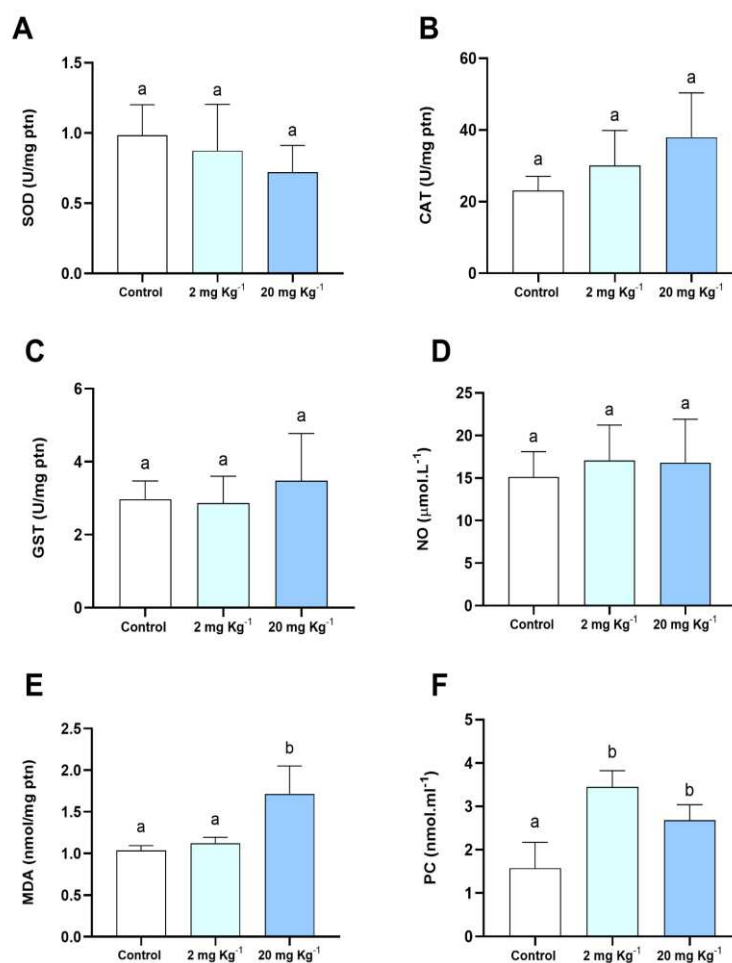 A
SOD (U/mg ptn)
1.5
1.0
0.5
0.0
a
a
a
Control
2 mg Kg⁻¹
20 mg Kg⁻¹
B
CAT (U/mg ptn)
60
40
20
0
a
a
a
Control
2 mg Kg⁻¹
20 mg Kg⁻¹
C
GST (U/mg ptn)
6
4
2
0
a
a
a
Control
2 mg Kg⁻¹
20 mg Kg⁻¹
D
NO (µmol.L⁻¹)
25
20
15
10
5
0
a
a
a
Control
2 mg Kg⁻¹
20 mg Kg⁻¹
E
MDA (nmol/mg ptn)
2.5
2.0
1.5
1.0
0.5
0.0
a
a
b
Control
2 mg Kg⁻¹
20 mg Kg⁻¹
F
PC (nmol.ml⁻¹)
5
4
3
2
1
0
a
b
b
Control
2 mg Kg⁻¹
20 mg Kg⁻¹